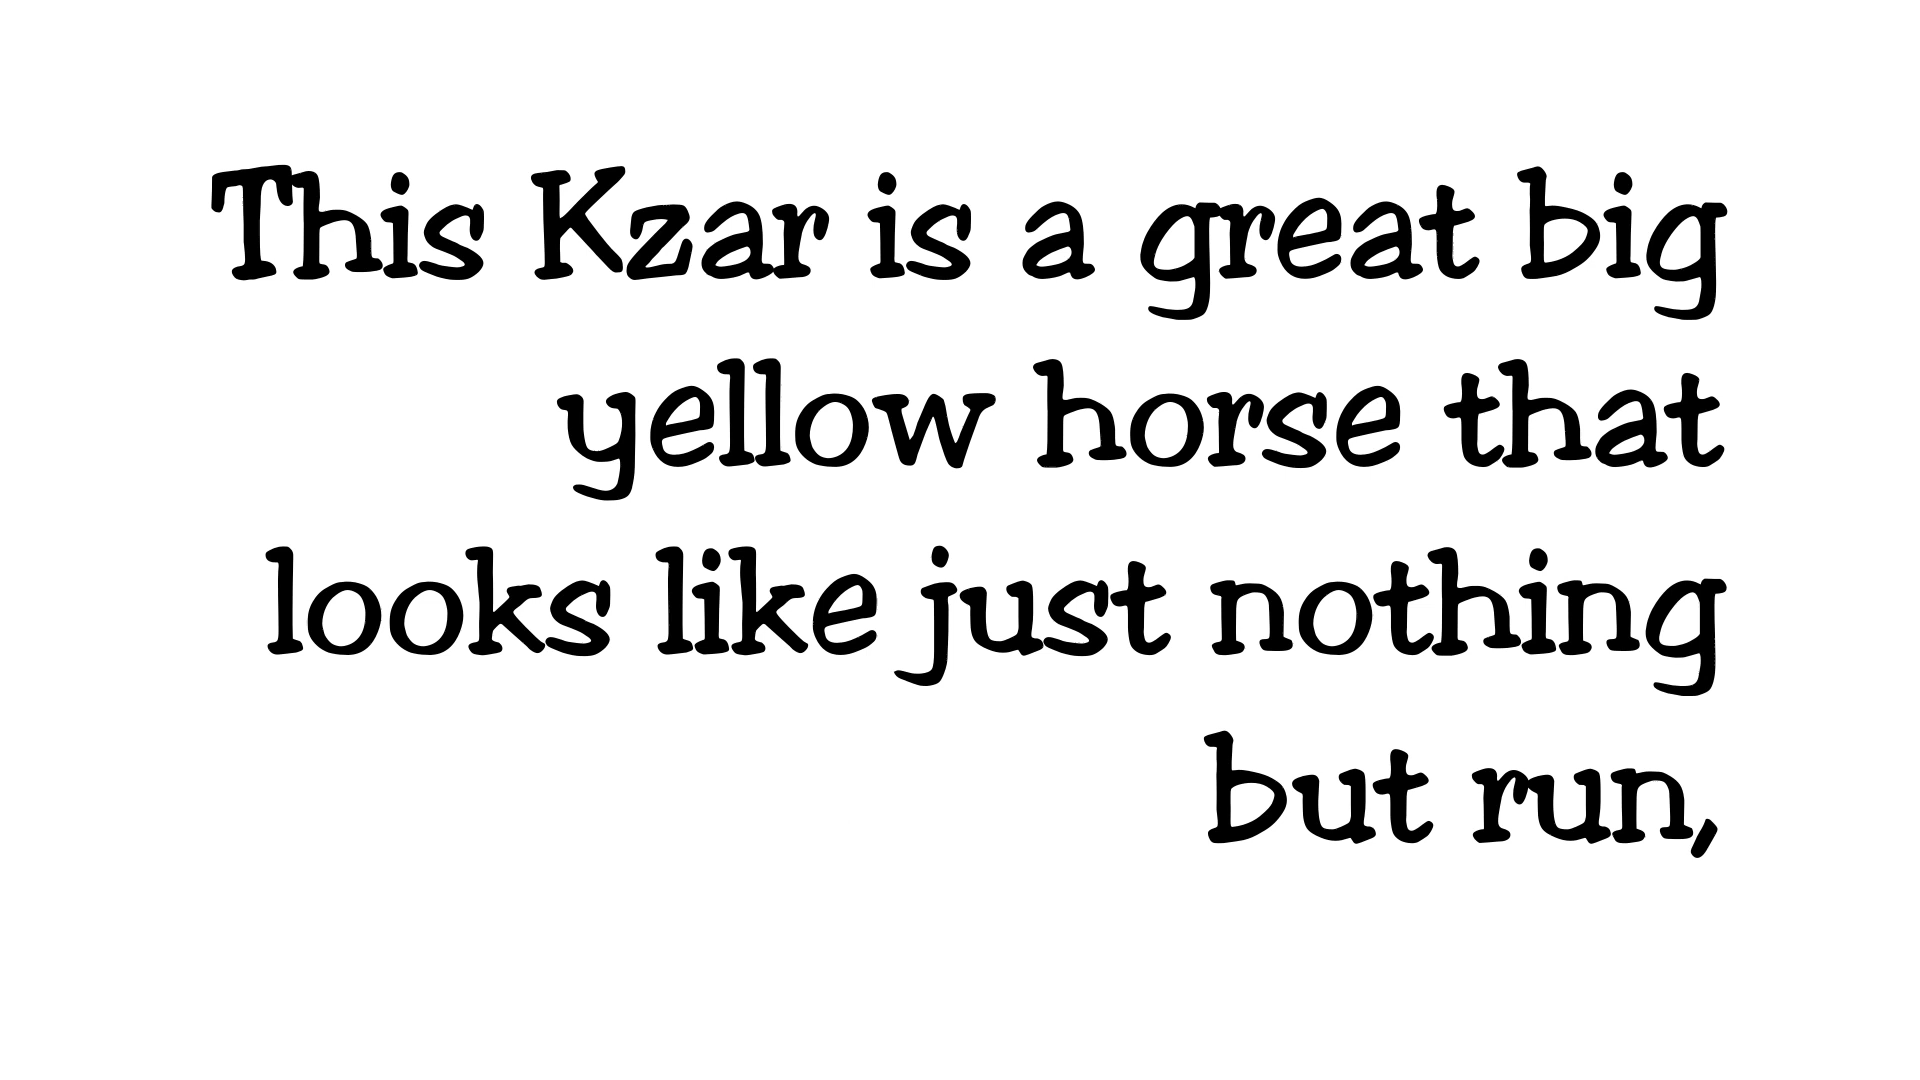 This Kzar is a great big
yellow horse that
looks like just nothing
but run,